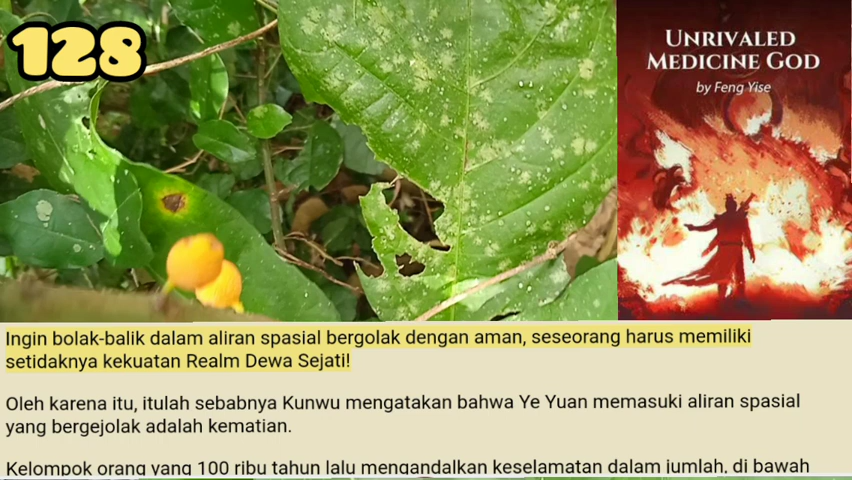 128
UNRIVALED
MEDICINE GOD
by Feng Yise
Ingin bolak-balik dalam aliran spasial bergolak dengan aman, seseorang harus memiliki
setidaknya kekuatan Realm Dewa Sejati!
Oleh karena itu, itulah sebabnya Kunwu mengatakan bahwa Ye Yuan memasuki aliran spasial
yang bergejolak adalah kematian.
Kelompok orang yang 100 ribu tahun lalu mengandalkan keselamatan dalam jumlah, di bawah